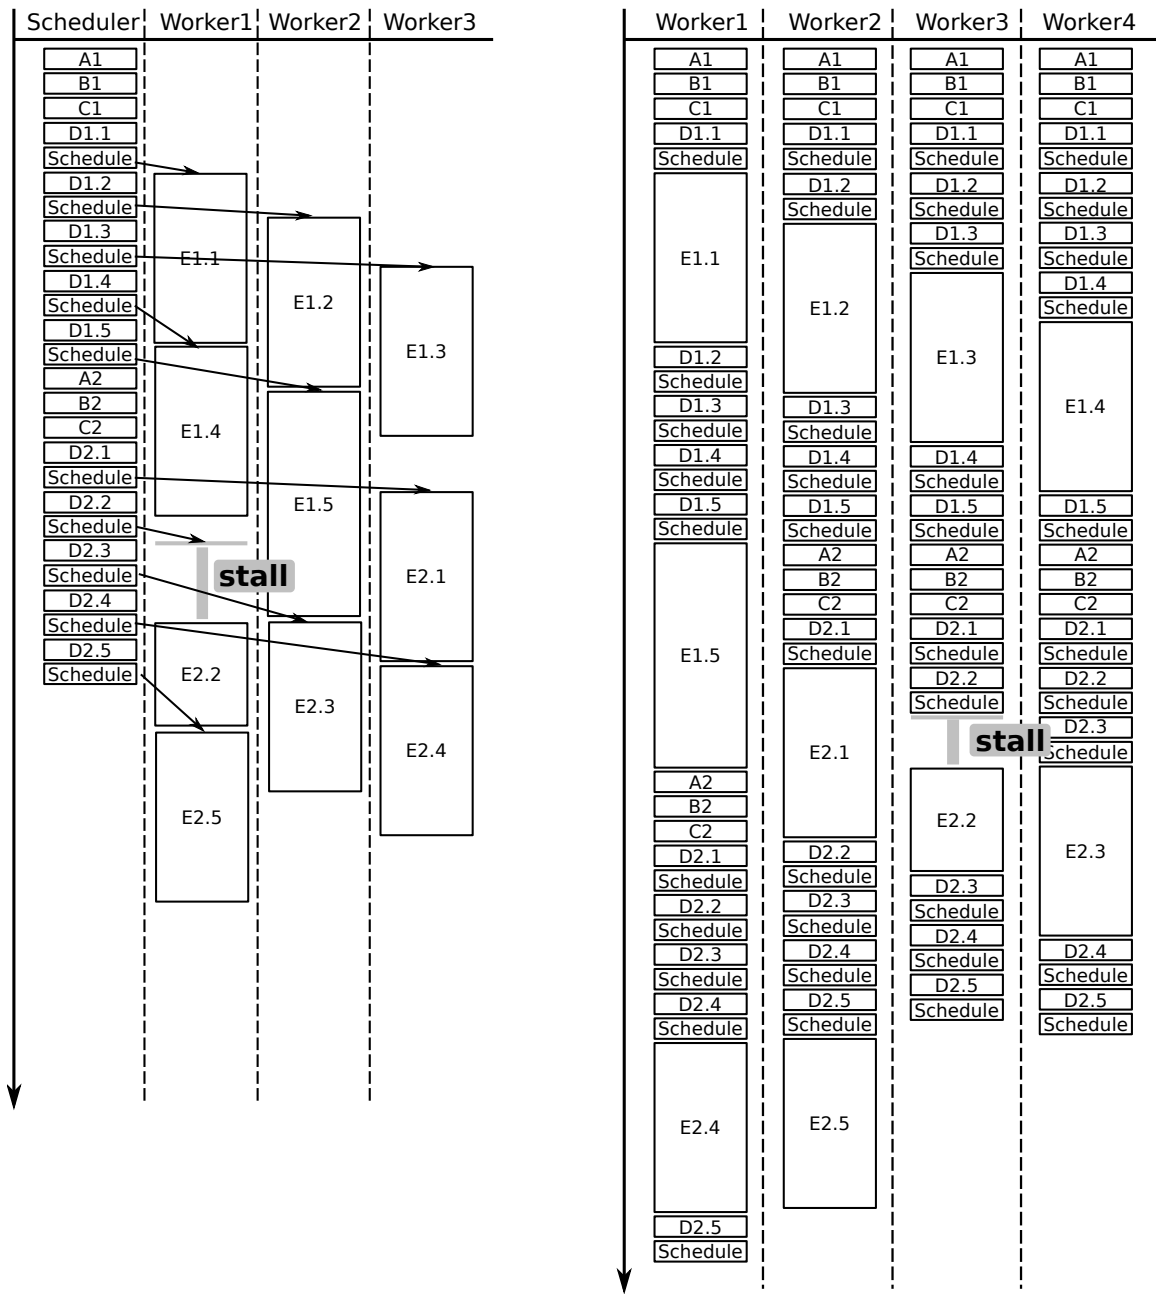 Scheduler Worker1 Worker2 Worker3
A1
B1
C1
D1.1
Schedule
D1.2
Schedule
D1.3
Schedule
D1.4
Schedule
D1.5
Schedule
A2
B2
C2
D2.1
Schedule
D2.2
Schedule
D2.3
Schedule
D2.4
Schedule
D2.5
Schedule
E1.1
E1.4
stall
E2.2
E2.5
E1.2
E1.5
E2.3
E1.3
E2.1
E2.4
Worker1 Worker2 Worker3 Worker4
A1
B1
C1
D1.1
Schedule
E1.1
D1.2
Schedule
D1.3
Schedule
D1.4
Schedule
D1.5
Schedule
E1.5
A2
B2
C2
D2.1
Schedule
D2.2
Schedule
D2.3
Schedule
D2.4
Schedule
E2.4
D2.5
Schedule
A1
B1
C1
D1.1
Schedule
D1.2
Schedule
E1.2
D1.3
Schedule
D1.4
Schedule
D1.5
Schedule
A2
B2
C2
D2.1
Schedule
E2.1
D2.2
Schedule
D2.3
Schedule
D2.4
Schedule
D2.5
Schedule
E2.5
A1
B1
C1
D1.1
Schedule
D1.2
Schedule
D1.3
Schedule
E1.3
D1.4
Schedule
D1.5
Schedule
A2
B2
C2
D2.1
Schedule
D2.2
Schedule
stall
E2.2
D2.3
Schedule
D2.4
Schedule
D2.5
Schedule
A1
B1
C1
D1.1
Schedule
D1.2
Schedule
D1.3
Schedule
D1.4
Schedule
E1.4
D1.5
Schedule
A2
B2
C2
D2.1
Schedule
D2.2
Schedule
D2.3
Schedule
E2.3
D2.4
Schedule
D2.5
Schedule